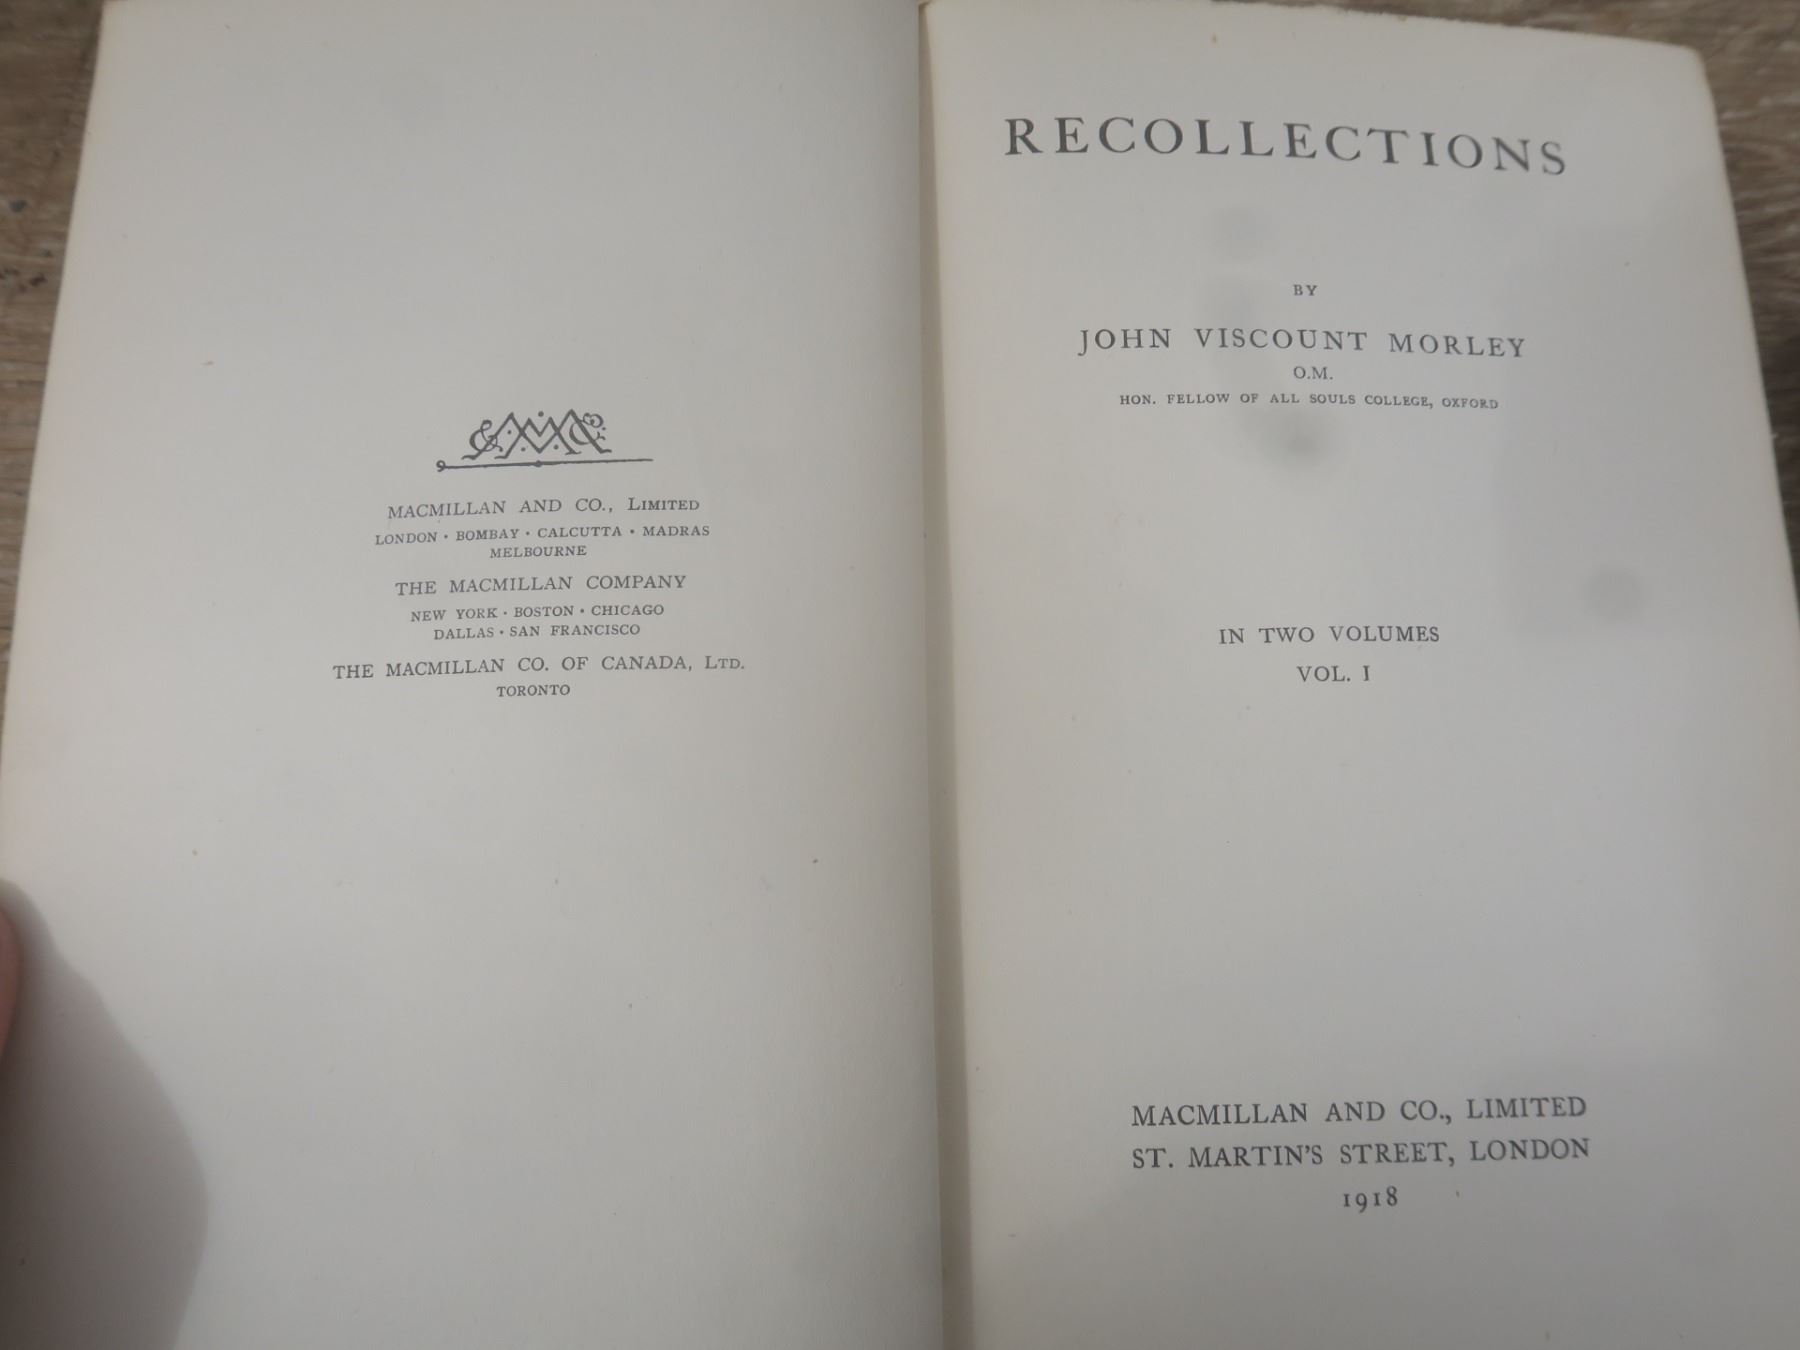 MACMILLAN AND CO., LIMITED
LONDON · BOMBAY · CALCUTTA · MADRAS
MELBOURNE
THE MACMILLAN COMPANY
NEW YORK · BOSTON · CHICAGO
DALLAS · SAN FRANCISCO
THE MACMILLAN CO. OF CANADA, LTD.
TORONTO
RECOLLECTIONS
BY
JOHN VISCOUNT MORLEY
O.M.
HON. FELLOW OF ALL SOULS COLLEGE, OXFORD
IN TWO VOLUMES
VOL. I
MACMILLAN AND CO., LIMITED
ST. MARTIN'S STREET, LONDON
1918